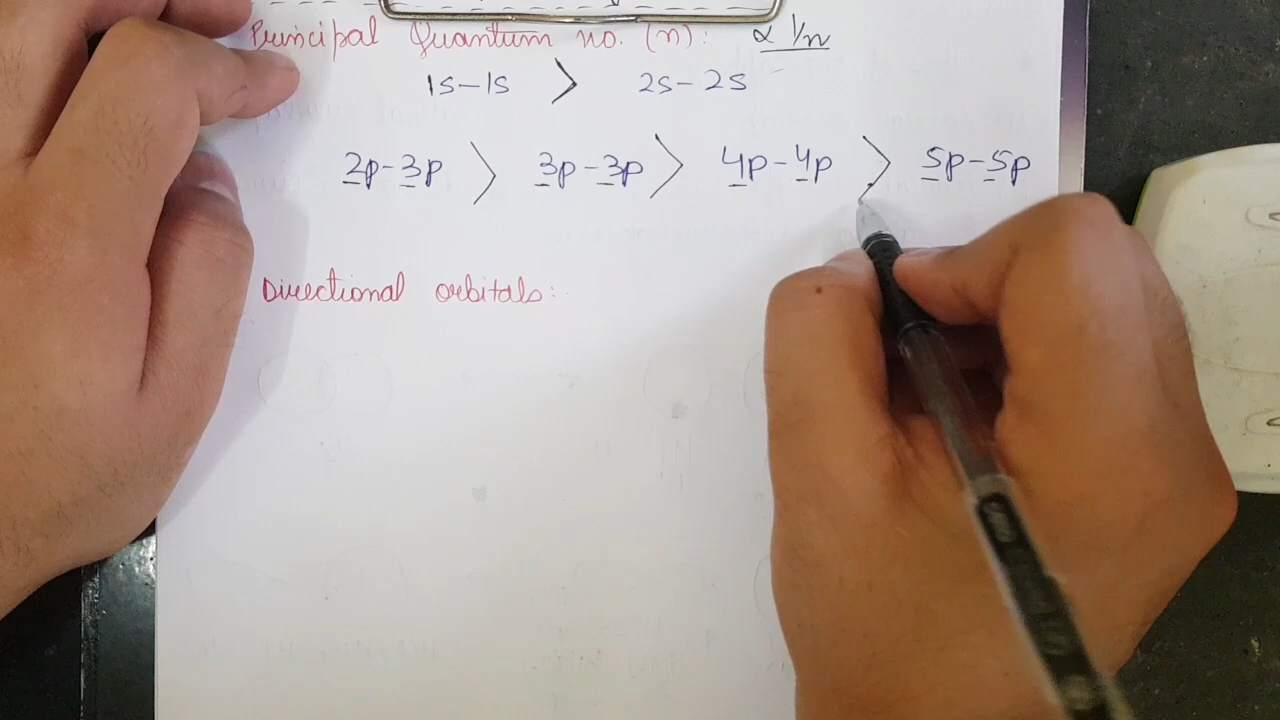 Principal Quantum no. (n): ∝ 1/n
1s-1s > 2s-2s
2p-3p > 3p-3p > 4p-4p > 5p-5p
Directional orbitals: